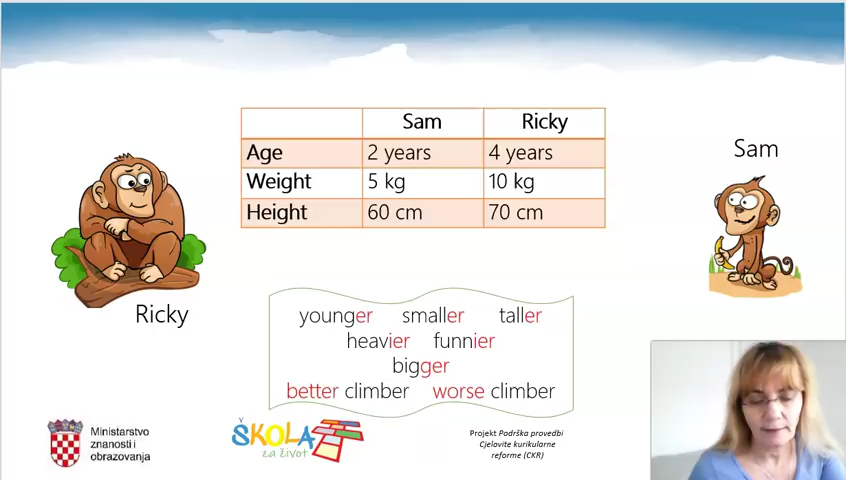 Sam Ricky
Age 2 years 4 years
Weight 5 kg 10 kg
Height 60 cm 70 cm
Sam
Ricky
younger smaller taller
heavier funnier
bigger
better climber worse climber
Ministarstvo
znanosti i
obrazovanja
ŠKOLA
za život
Projekt Podrška provedbi
Cjelovite kurikularne
reforme (CKR)